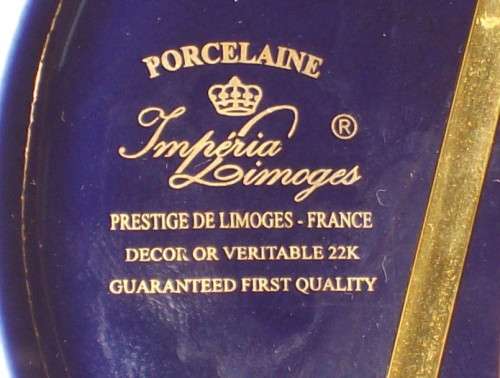 PORCELAINE
Impéria
Limoges ®
PRESTIGE DE LIMOGES - FRANCE
DECOR OR VERITABLE 22K
GUARANTEED FIRST QUALITY